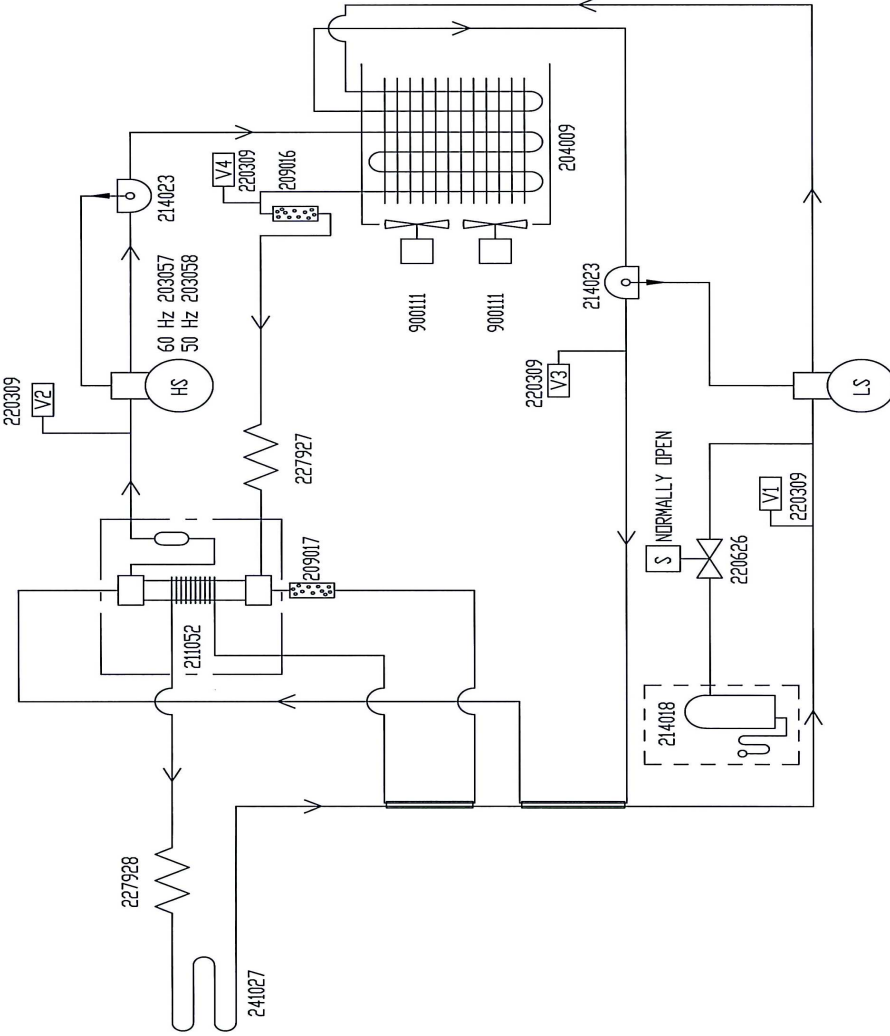 227928
241027
211052
209017
220309
V2
HS
60 Hz 203057
50 Hz 203058
214023
V4
220309
209016
227927
900111
900111
204009
214023
220309
V3
214018
S
NORMALLY OPEN
220626
V1
220309
LS